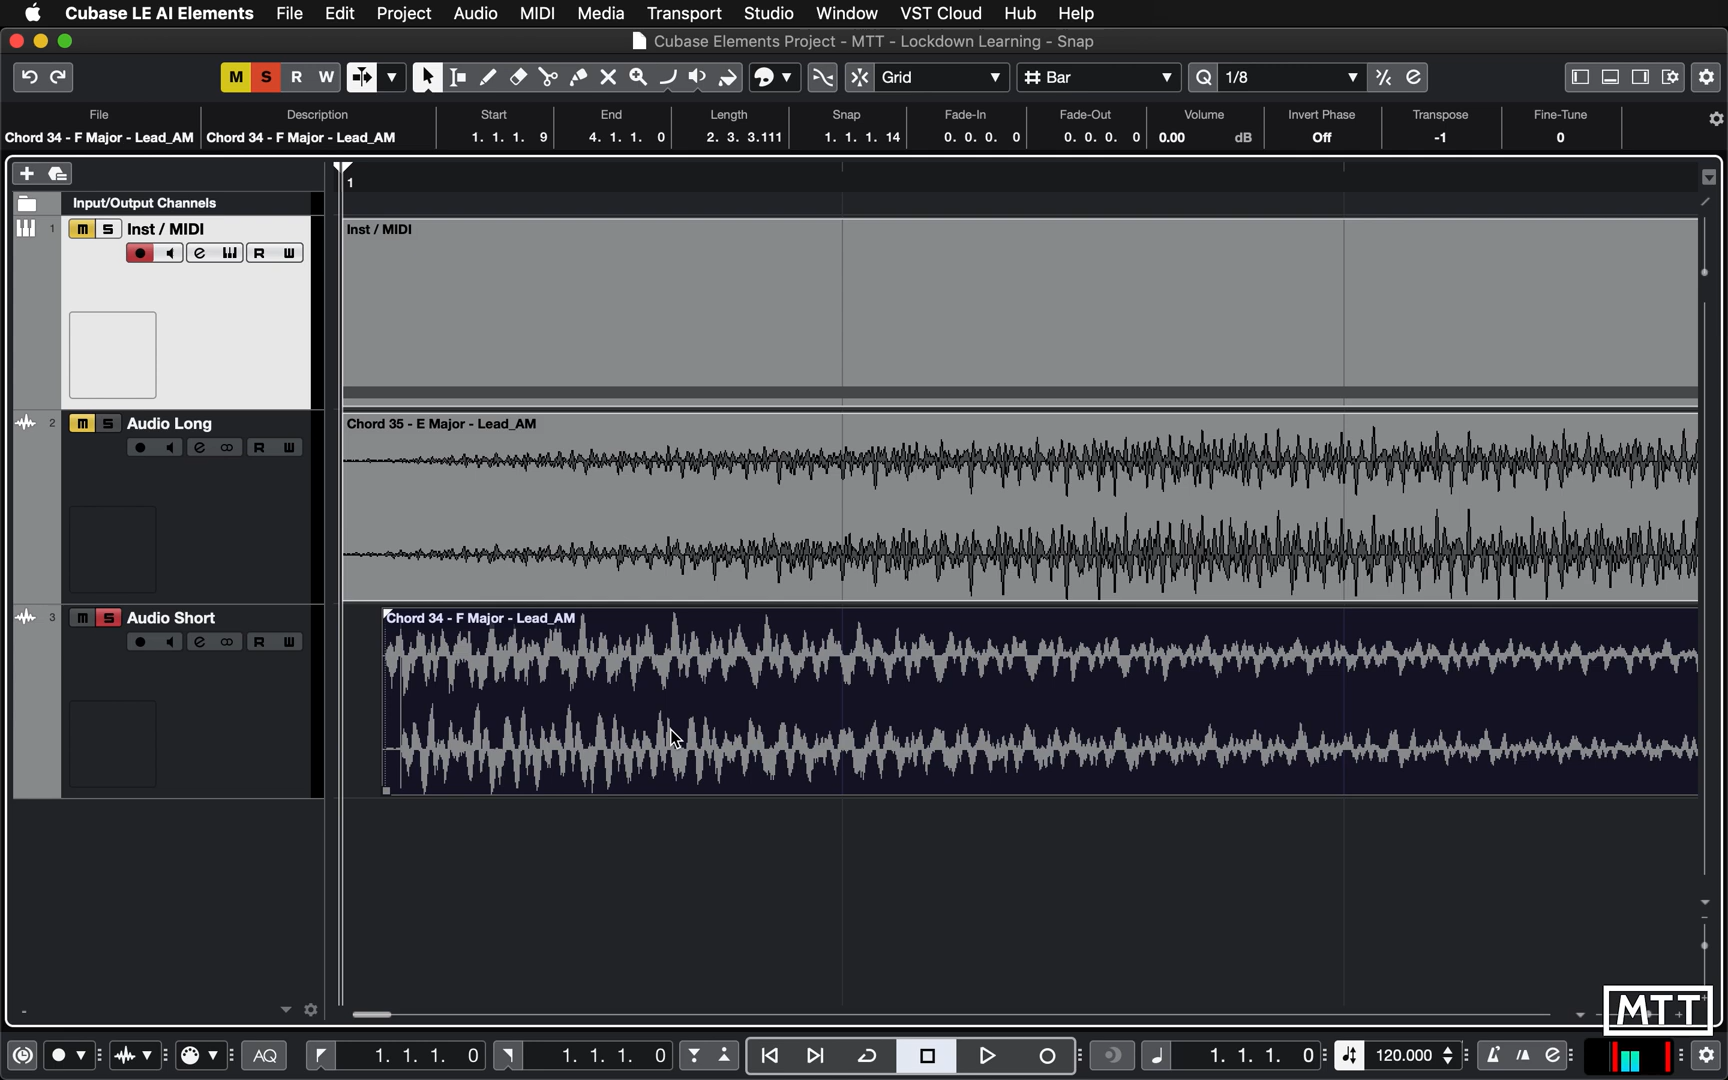 Cubase LE AI Elements File Edit Project Audio MIDI Media Transport Studio Window VST Cloud Hub Help
Cubase Elements Project - MTT - Lockdown Learning - Snap
M S R W Grid Bar Q 1/8
File Description Start End Length Snap Fade-In Fade-Out Volume Invert Phase Transpose Fine-Tune
Chord 34 - F Major - Lead_AM Chord 34 - F Major - Lead_AM 1. 1. 1. 9 4. 1. 1. 0 2. 3. 3.111 1. 1. 1. 14 0. 0. 0. 0 0. 0. 0. 0 0.00 dB Off -1 0
1
Input/Output Channels
1 m S Inst / MIDI
R W
Inst / MIDI
2 m S Audio Long
e R W
Chord 35 - E Major - Lead_AM
3 m S Audio Short
e R W
Chord 34 - F Major - Lead_AM
MTT
AQ 1. 1. 1. 0 1. 1. 1. 0 1. 1. 1. 0 120.000